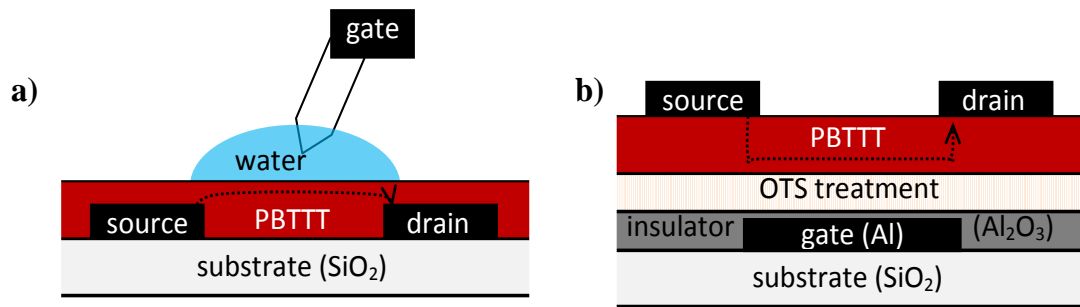 a)
gate
water
source
PBTTT
drain
substrate (SiO₂)
b)
source
drain
PBTTT
OTS treatment
insulator
gate (Al)
(Al₂O₃)
substrate (SiO₂)